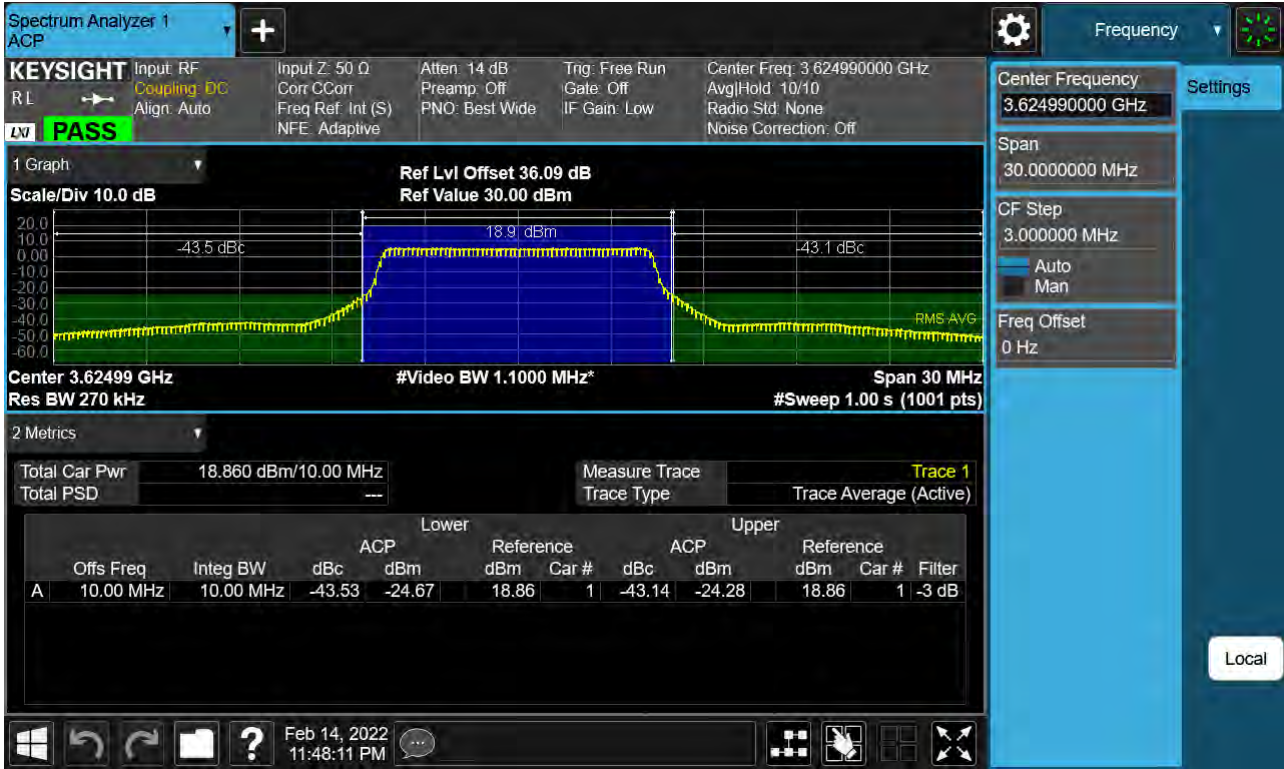 Spectrum Analyzer 1
ACP
+
Frequency
KEYSIGHT
R L
LXI
PASS
Input: RF
Coupling: DC
Align: Auto
Input Z: 50 Ω
Corr CCorr
Freq Ref: Int (S)
NFE: Adaptive
Atten: 14 dB
Preamp: Off
PNO: Best Wide
Trig: Free Run
Gate: Off
IF Gain: Low
Center Freq: 3.624990000 GHz
Avg|Hold: 10/10
Radio Std: None
Noise Correction: Off
Center Frequency
3.624990000 GHz
Settings
Span
30.0000000 MHz
CF Step
3.000000 MHz
Auto
Man
Freq Offset
0 Hz
1 Graph
Scale/Div 10.0 dB
Ref Lvl Offset 36.09 dB
Ref Value 30.00 dBm
20.0
10.0
0.00
-10.0
-20.0
-30.0
-40.0
-50.0
-60.0
-43.5 dBc
18.9 dBm
-43.1 dBc
RMS AVG
Center 3.62499 GHz
#Video BW 1.1000 MHz*
Span 30 MHz
Res BW 270 kHz
#Sweep 1.00 s (1001 pts)
2 Metrics
Total Car Pwr 18.860 dBm/10.00 MHz
Total PSD ---
Measure Trace Trace 1
Trace Type Trace Average (Active)
Lower Upper
ACP Reference ACP Reference
Offs Freq Integ BW dBc dBm dBm Car # dBc dBm dBm Car # Filter
A 10.00 MHz 10.00 MHz -43.53 -24.67 18.86 1 -43.14 -24.28 18.86 1 -3 dB
Local
?
Feb 14, 2022
11:48:11 PM